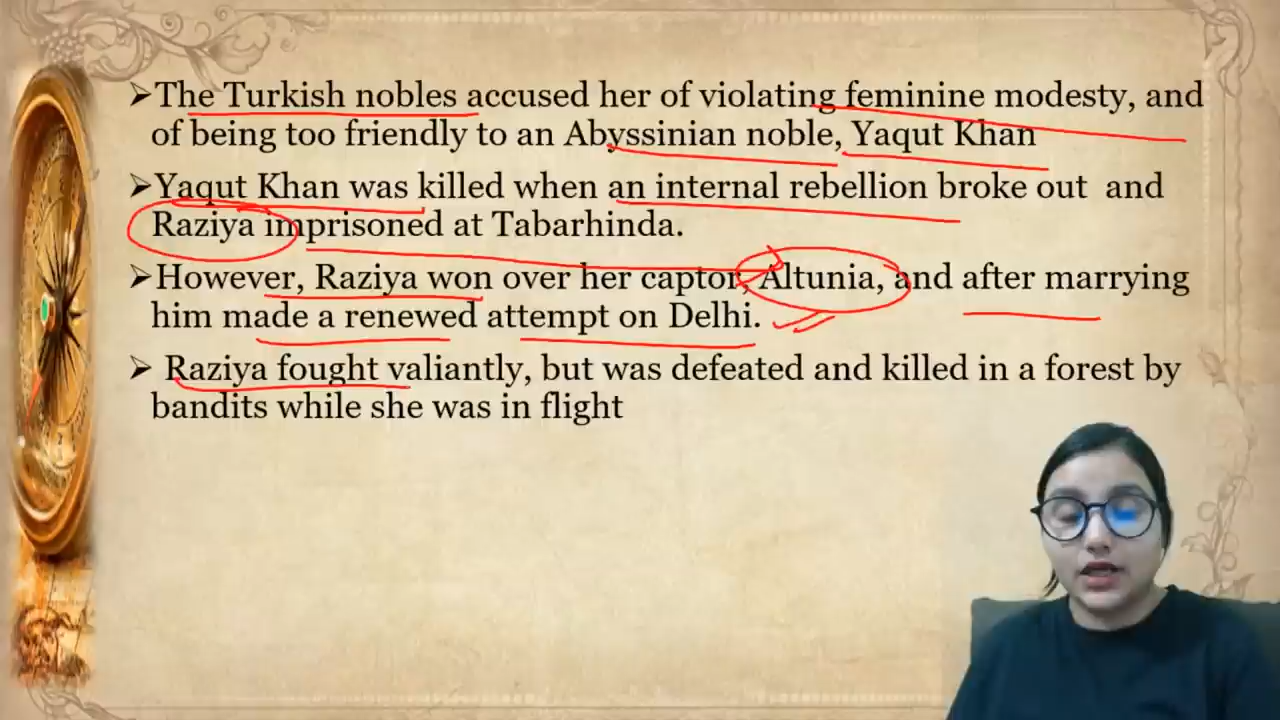 ➢The Turkish nobles accused her of violating feminine modesty, and
of being too friendly to an Abyssinian noble, Yaqut Khan
➢Yaqut Khan was killed when an internal rebellion broke out and
Raziya imprisoned at Tabarhinda.
➢However, Raziya won over her captor, Altunia, and after marrying
him made a renewed attempt on Delhi.
➢ Raziya fought valiantly, but was defeated and killed in a forest by
bandits while she was in flight